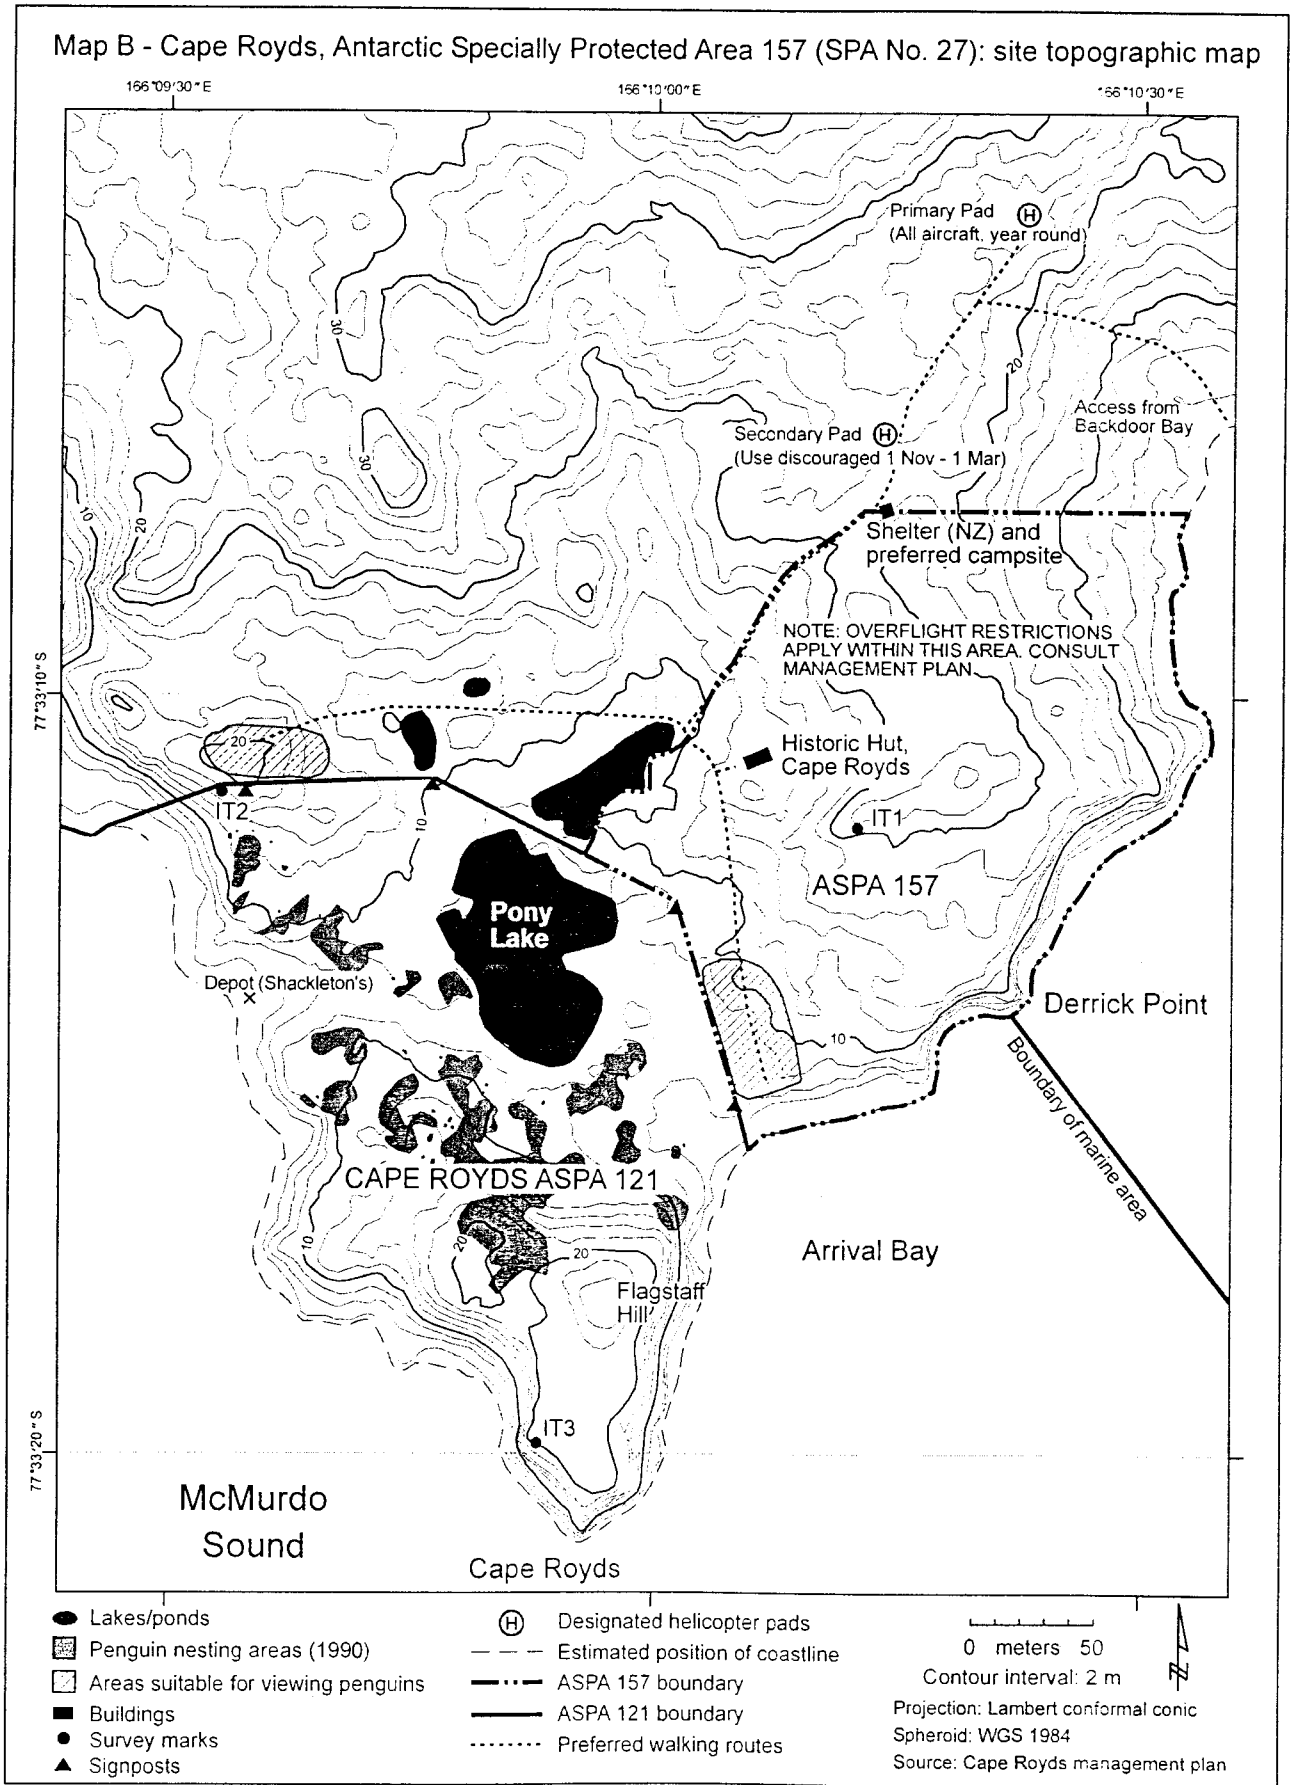 Map B - Cape Royds, Antarctic Specially Protected Area 157 (SPA No. 27): site topographic map
166°09'30" E
166°10'00" E
166°10'30" E
Primary Pad
H
(All aircraft, year round)
30
20
Access from
Backdoor Bay
Secondary Pad
H
(Use discouraged 1 Nov - 1 Mar)
30
10
20
Shelter (NZ) and
preferred campsite
NOTE: OVERFLIGHT RESTRICTIONS
APPLY WITHIN THIS AREA. CONSULT
MANAGEMENT PLAN
77°33'10" S
20
Historic Hut,
Cape Royds
IT2
10
IT1
ASPA 157
Pony
Lake
Depot (Shackleton's)
Derrick Point
10
Boundary of marine area
CAPE ROYDS ASPA 121
10
20
20
Arrival Bay
Flagstaff
Hill
IT3
77°33'20" S
McMurdo
Sound
Cape Royds
Lakes/ponds
Penguin nesting areas (1990)
Areas suitable for viewing penguins
Buildings
Survey marks
Signposts
H
Designated helicopter pads
Estimated position of coastline
ASPA 157 boundary
ASPA 121 boundary
Preferred walking routes
0 meters 50
Contour interval: 2 m
Projection: Lambert conformal conic
Spheroid: WGS 1984
Source: Cape Royds management plan
N